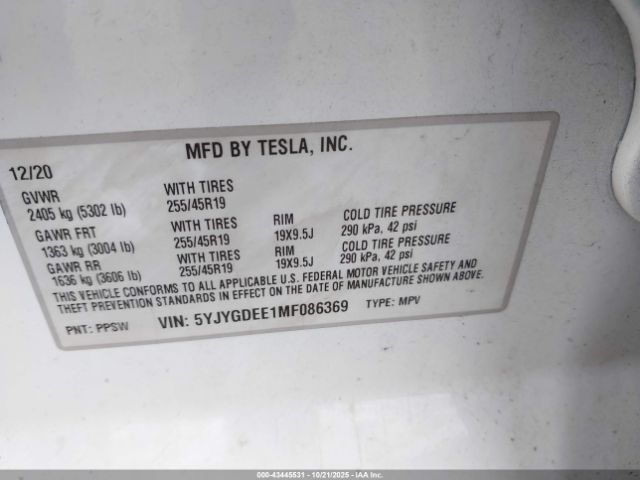 MFD BY TESLA, INC.
12/20
GVWR WITH TIRES
2405 kg (5302 lb) 255/45R19
GAWR FRT WITH TIRES RIM COLD TIRE PRESSURE
1363 kg (3004 lb) 255/45R19 19X9.5J 290 kPa, 42 psi
GAWR RR WITH TIRES RIM COLD TIRE PRESSURE
1636 kg (3606 lb) 255/45R19 19X9.5J 290 kPa, 42 psi
THIS VEHICLE CONFORMS TO ALL APPLICABLE U.S. FEDERAL MOTOR VEHICLE SAFETY AND
THEFT PREVENTION STANDARDS IN EFFECT ON THE DATE OF MANUFACTURE SHOWN ABOVE.
PNT: PPSW VIN: 5YJYGDEE1MF086369 TYPE: MPV
000-43445531 - 10/21/2025 - IAA Inc.